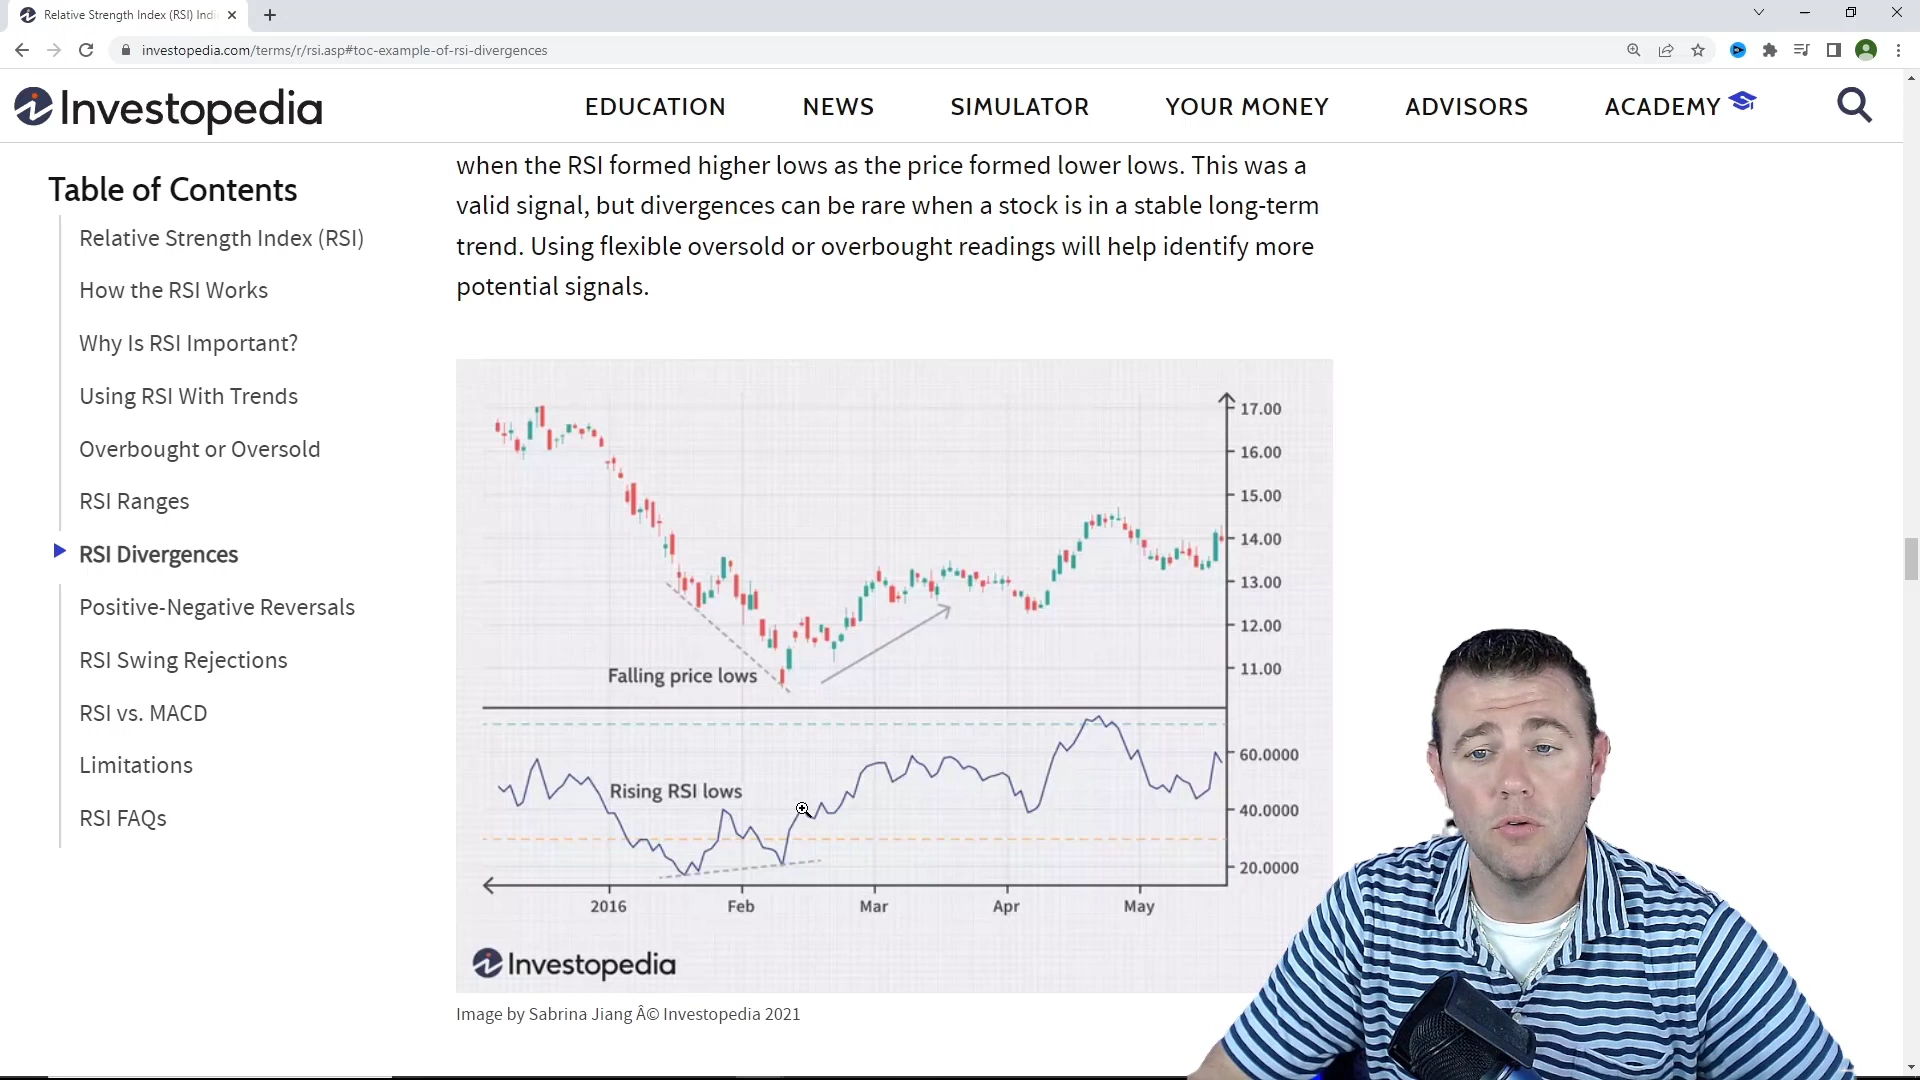 Relative Strength Index (RSI) Indi
investopedia.com/terms/r/rsi.asp#toc-example-of-rsi-divergences
Investopedia
EDUCATION
NEWS
SIMULATOR
YOUR MONEY
ADVISORS
ACADEMY
when the RSI formed higher lows as the price formed lower lows. This was a
valid signal, but divergences can be rare when a stock is in a stable long-term
trend. Using flexible oversold or overbought readings will help identify more
potential signals.
Table of Contents
Relative Strength Index (RSI)
How the RSI Works
Why Is RSI Important?
Using RSI With Trends
Overbought or Oversold
RSI Ranges
RSI Divergences
Positive-Negative Reversals
RSI Swing Rejections
RSI vs. MACD
Limitations
RSI FAQs
17.00
16.00
15.00
14.00
13.00
12.00
11.00
Falling price lows
60.0000
Rising RSI lows
40.0000
20.0000
2016
Feb
Mar
Apr
May
Investopedia
Image by Sabrina Jiang Â© Investopedia 2021